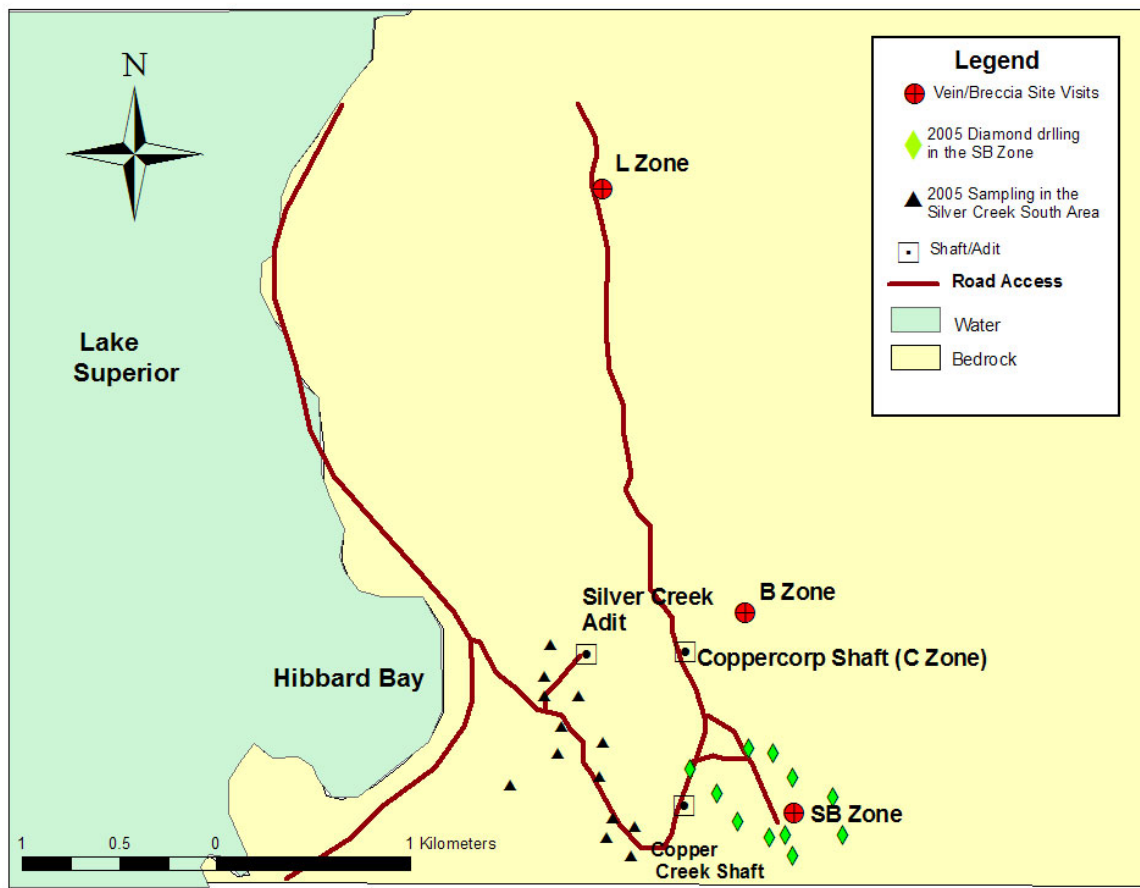 N
Legend
Vein/Breccia Site Visits
2005 Diamond drlling
in the SB Zone
2005 Sampling in the
Silver Creek South Area
Shaft/Adit
Road Access
Water
Bedrock
L Zone
Lake
Superior
B Zone
Silver Creek
Adit
Coppercorp Shaft (C Zone)
Hibbard Bay
SB Zone
Copper
Creek Shaft
1 0.5 0 1 Kilometers